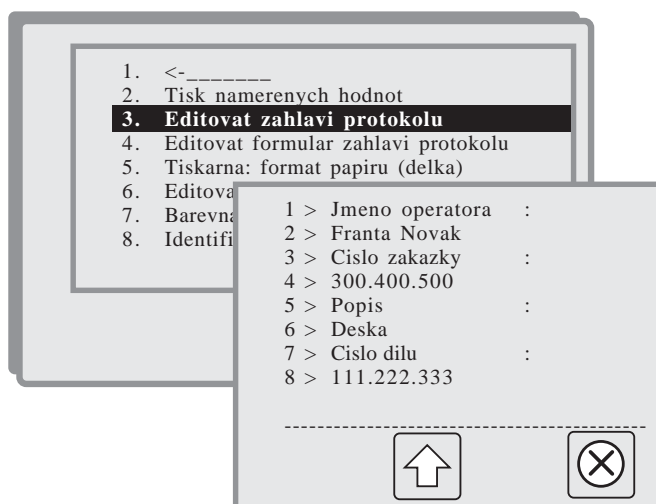 1. <-_______
2. Tisk namerenych hodnot
3. Editovat zahlavi protokolu
4. Editovat formular zahlavi protokolu
5. Tiskarna: format papiru (delka)
6. Editova
7. Barevna
8. Identifi
1 > Jmeno operatora :
2 > Franta Novak
3 > Cislo zakazky :
4 > 300.400.500
5 > Popis :
6 > Deska
7 > Cislo dilu :
8 > 111.222.333